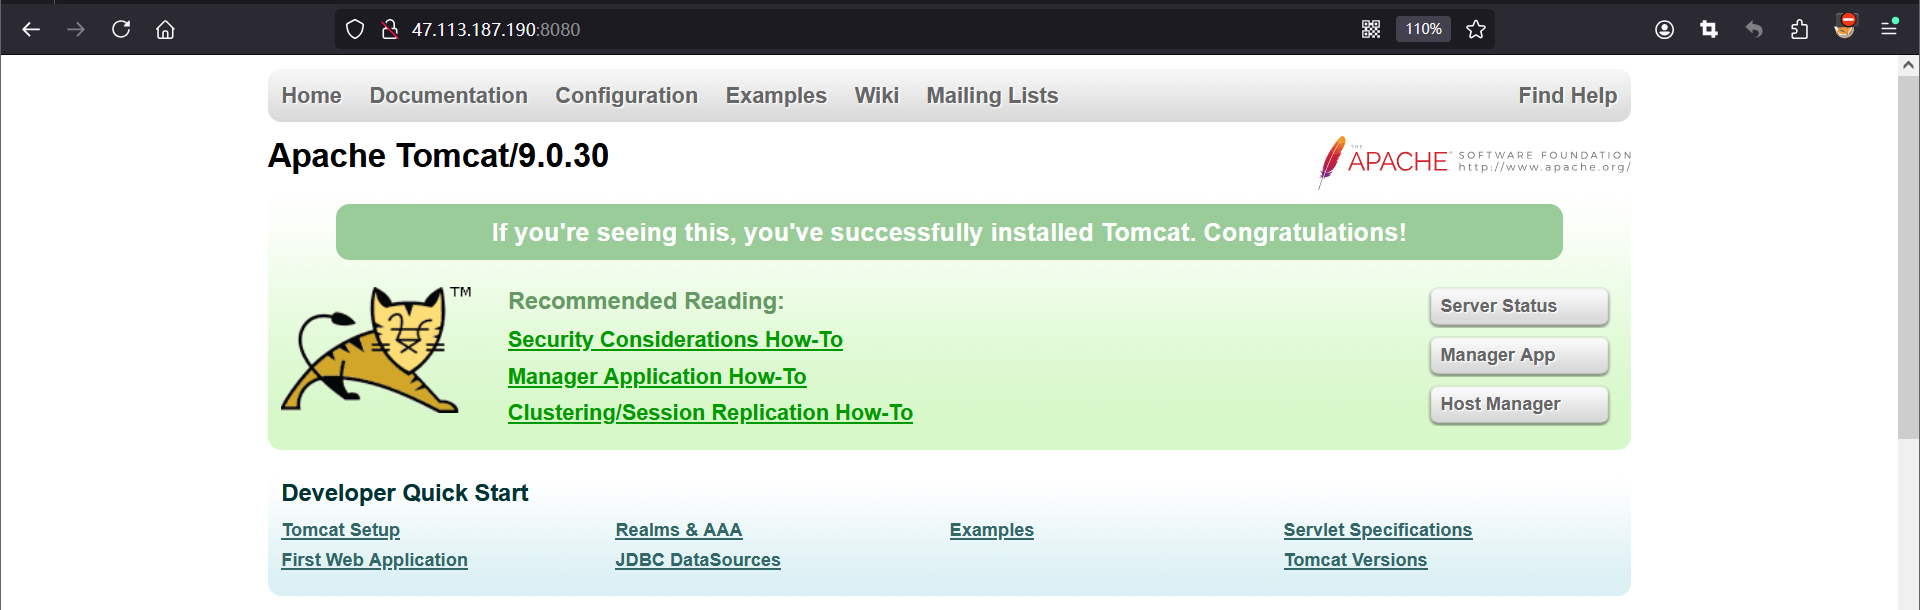 47.113.187.190:8080
110%
Home Documentation Configuration Examples Wiki Mailing Lists Find Help
Apache Tomcat/9.0.30
THE APACHE® SOFTWARE FOUNDATION
http://www.apache.org/
If you're seeing this, you've successfully installed Tomcat. Congratulations!
TM
Recommended Reading:
Security Considerations How-To
Manager Application How-To
Clustering/Session Replication How-To
Server Status
Manager App
Host Manager
Developer Quick Start
Tomcat Setup
First Web Application
Realms & AAA
JDBC DataSources
Examples
Servlet Specifications
Tomcat Versions